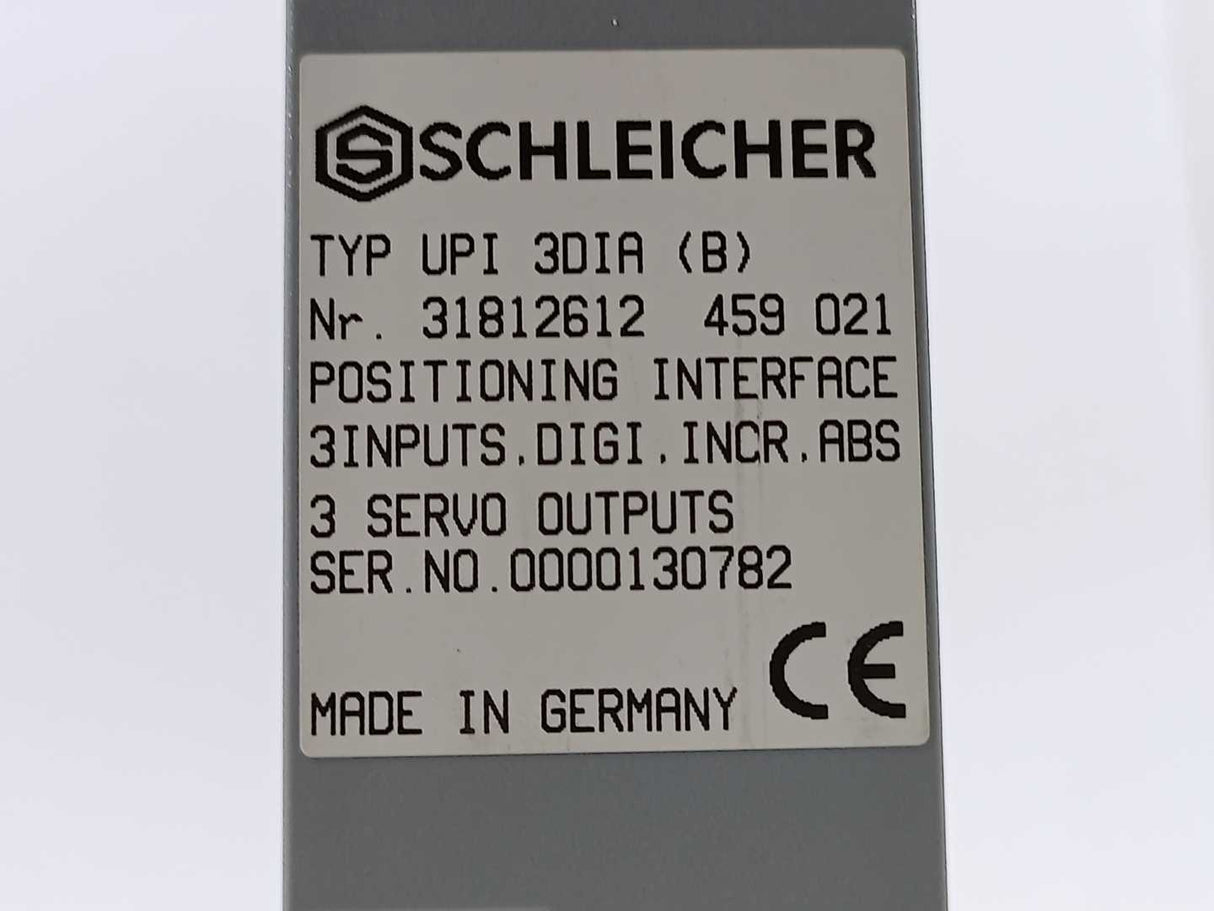 S SCHLEICHER
TYP UPI 3DIA (B)
Nr. 31812612 459 021
POSITIONING INTERFACE
3INPUTS.DIGI.INCR.ABS
3 SERVO OUTPUTS
SER.NO.0000130782
MADE IN GERMANY CE